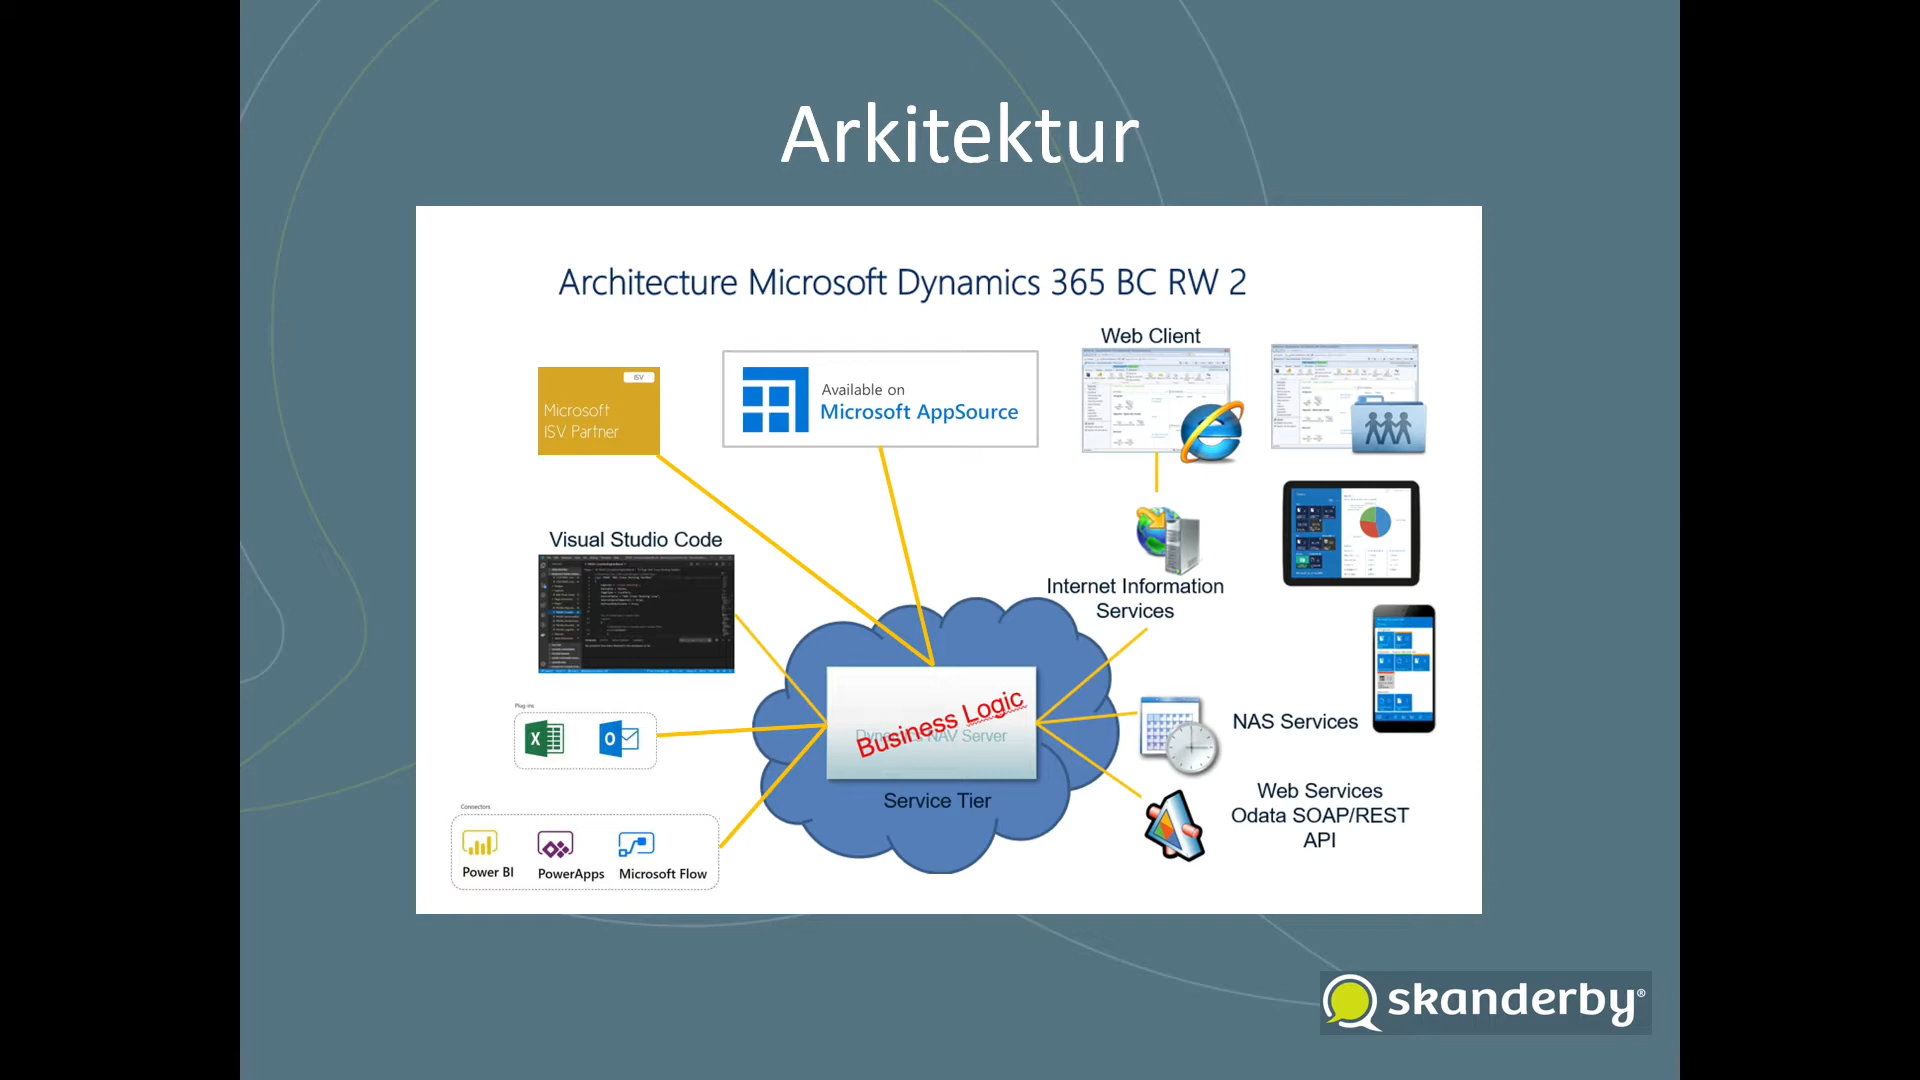 Arkitektur
Architecture Microsoft Dynamics 365 BC RW 2
Web Client
ISV
Microsoft
ISV Partner
Available on
Microsoft AppSource
Visual Studio Code
Internet Information
Services
Plug-ins
Business Logic
NAV Server
Service Tier
NAS Services
Web Services
Odata SOAP/REST
API
Connectors
Power BI
PowerApps
Microsoft Flow
skanderby®